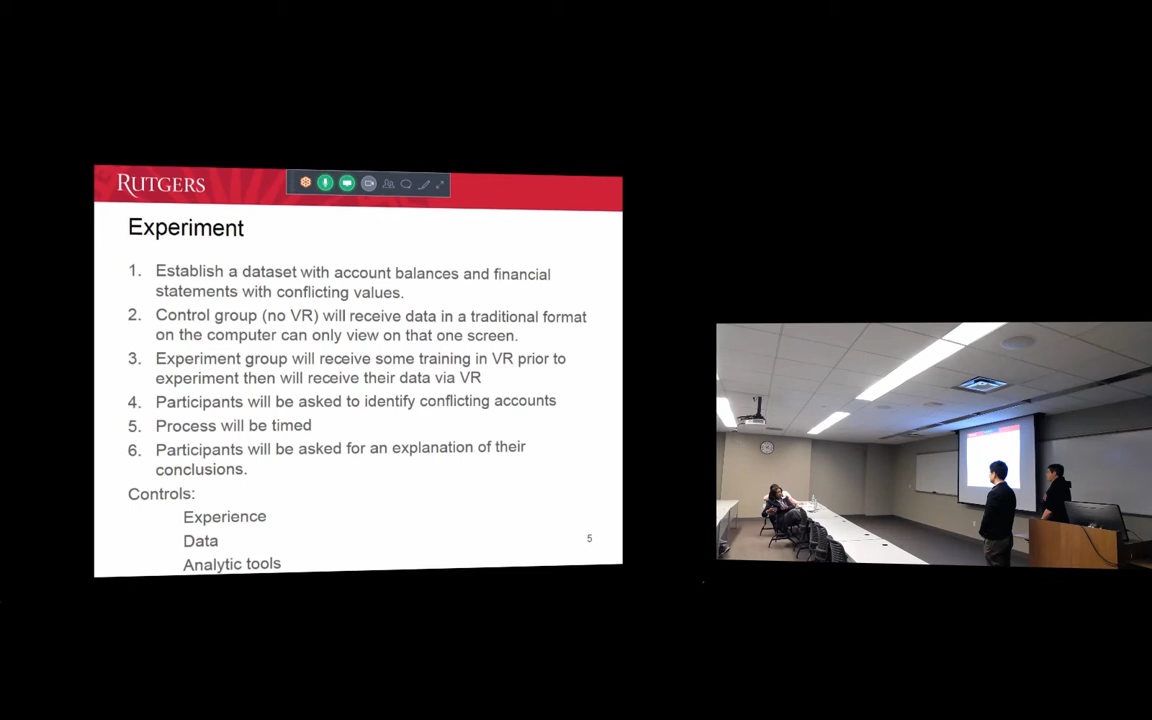 RUTGERS
Experiment
1. Establish a dataset with account balances and financial
statements with conflicting values.
2. Control group (no VR) will receive data in a traditional format
on the computer can only view on that one screen.
3. Experiment group will receive some training in VR prior to
experiment then will receive their data via VR
4. Participants will be asked to identify conflicting accounts
5. Process will be timed
6. Participants will be asked for an explanation of their
conclusions.
Controls:
Experience
Data
Analytic tools
5